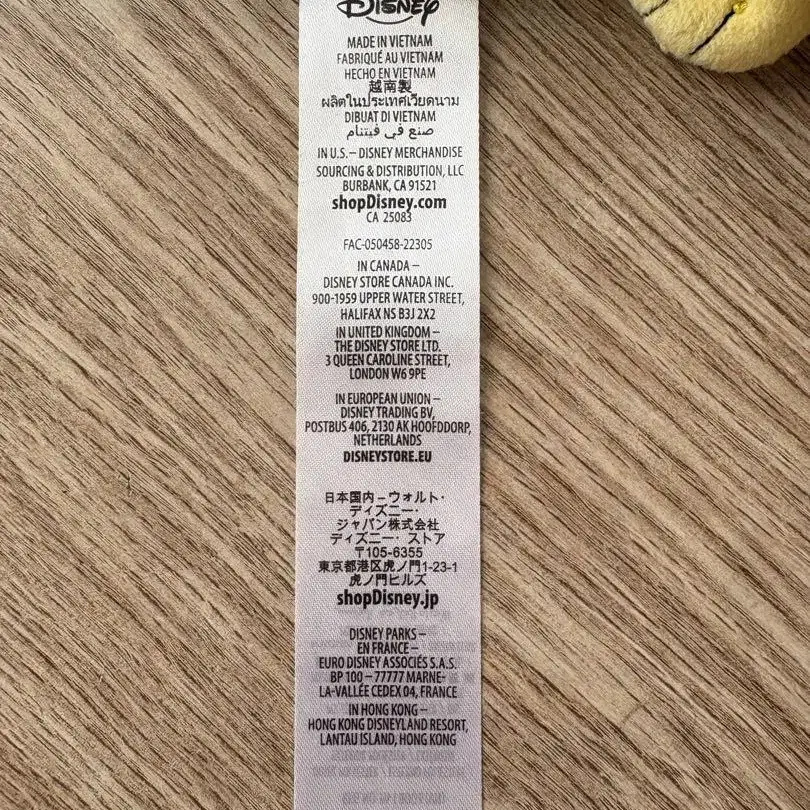 Disney
MADE IN VIETNAM
FABRIQUÉ AU VIETNAM
HECHO EN VIETNAM
越南製
ผลิตในประเทศเวียดนาม
DIBUAT DI VIETNAM
صنع في فيتنام
IN U.S. – DISNEY MERCHANDISE
SOURCING & DISTRIBUTION, LLC
BURBANK, CA 91521
shopDisney.com
CA 25083
FAC-050458-22305
IN CANADA –
DISNEY STORE CANADA INC.
900-1959 UPPER WATER STREET,
HALIFAX NS B3J 2X2
IN UNITED KINGDOM –
THE DISNEY STORE LTD.
3 QUEEN CAROLINE STREET,
LONDON W6 9PE
IN EUROPEAN UNION –
DISNEY TRADING BV,
POSTBUS 406, 2130 AK HOOFDDORP,
NETHERLANDS
DISNEYSTORE.EU
日本国内 – ウォルト・
ディズニー・
ジャパン株式会社
ディズニー・ストア
〒105-6355
東京都港区虎ノ門1-23-1
虎ノ門ヒルズ
shopDisney.jp
DISNEY PARKS –
EN FRANCE –
EURO DISNEY ASSOCIÉS S.A.S.
BP 100 – 77777 MARNE-
LA-VALLÉE CEDEX 04, FRANCE
IN HONG KONG –
HONG KONG DISNEYLAND RESORT,
LANTAU ISLAND, HONG KONG